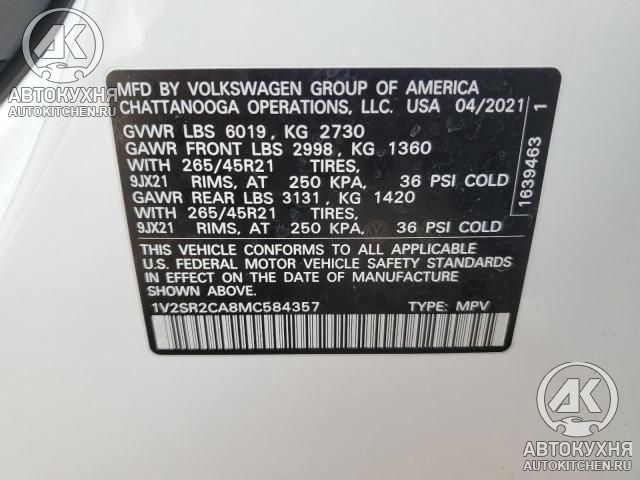 АК
АВТОКУХНЯ
AUTOKITCHEN.RU
MFD BY VOLKSWAGEN GROUP OF AMERICA
CHATTANOOGA OPERATIONS, LLC. USA 04/2021
GVWR LBS 6019, KG 2730
GAWR FRONT LBS 2998, KG 1360
WITH 265/45R21 TIRES,
9JX21 RIMS, AT 250 KPA, 36 PSI COLD
GAWR REAR LBS 3131, KG 1420
WITH 265/45R21 TIRES,
9JX21 RIMS, AT 250 KPA, 36 PSI COLD
THIS VEHICLE CONFORMS TO ALL APPLICABLE
U.S. FEDERAL MOTOR VEHICLE SAFETY STANDARDS
IN EFFECT ON THE DATE OF MANUFACTURE
SHOWN ABOVE.
1V2SR2CA8MC584357 TYPE: MPV
1639463 1
АК
АВТОКУХНЯ
AUTOKITCHEN.RU